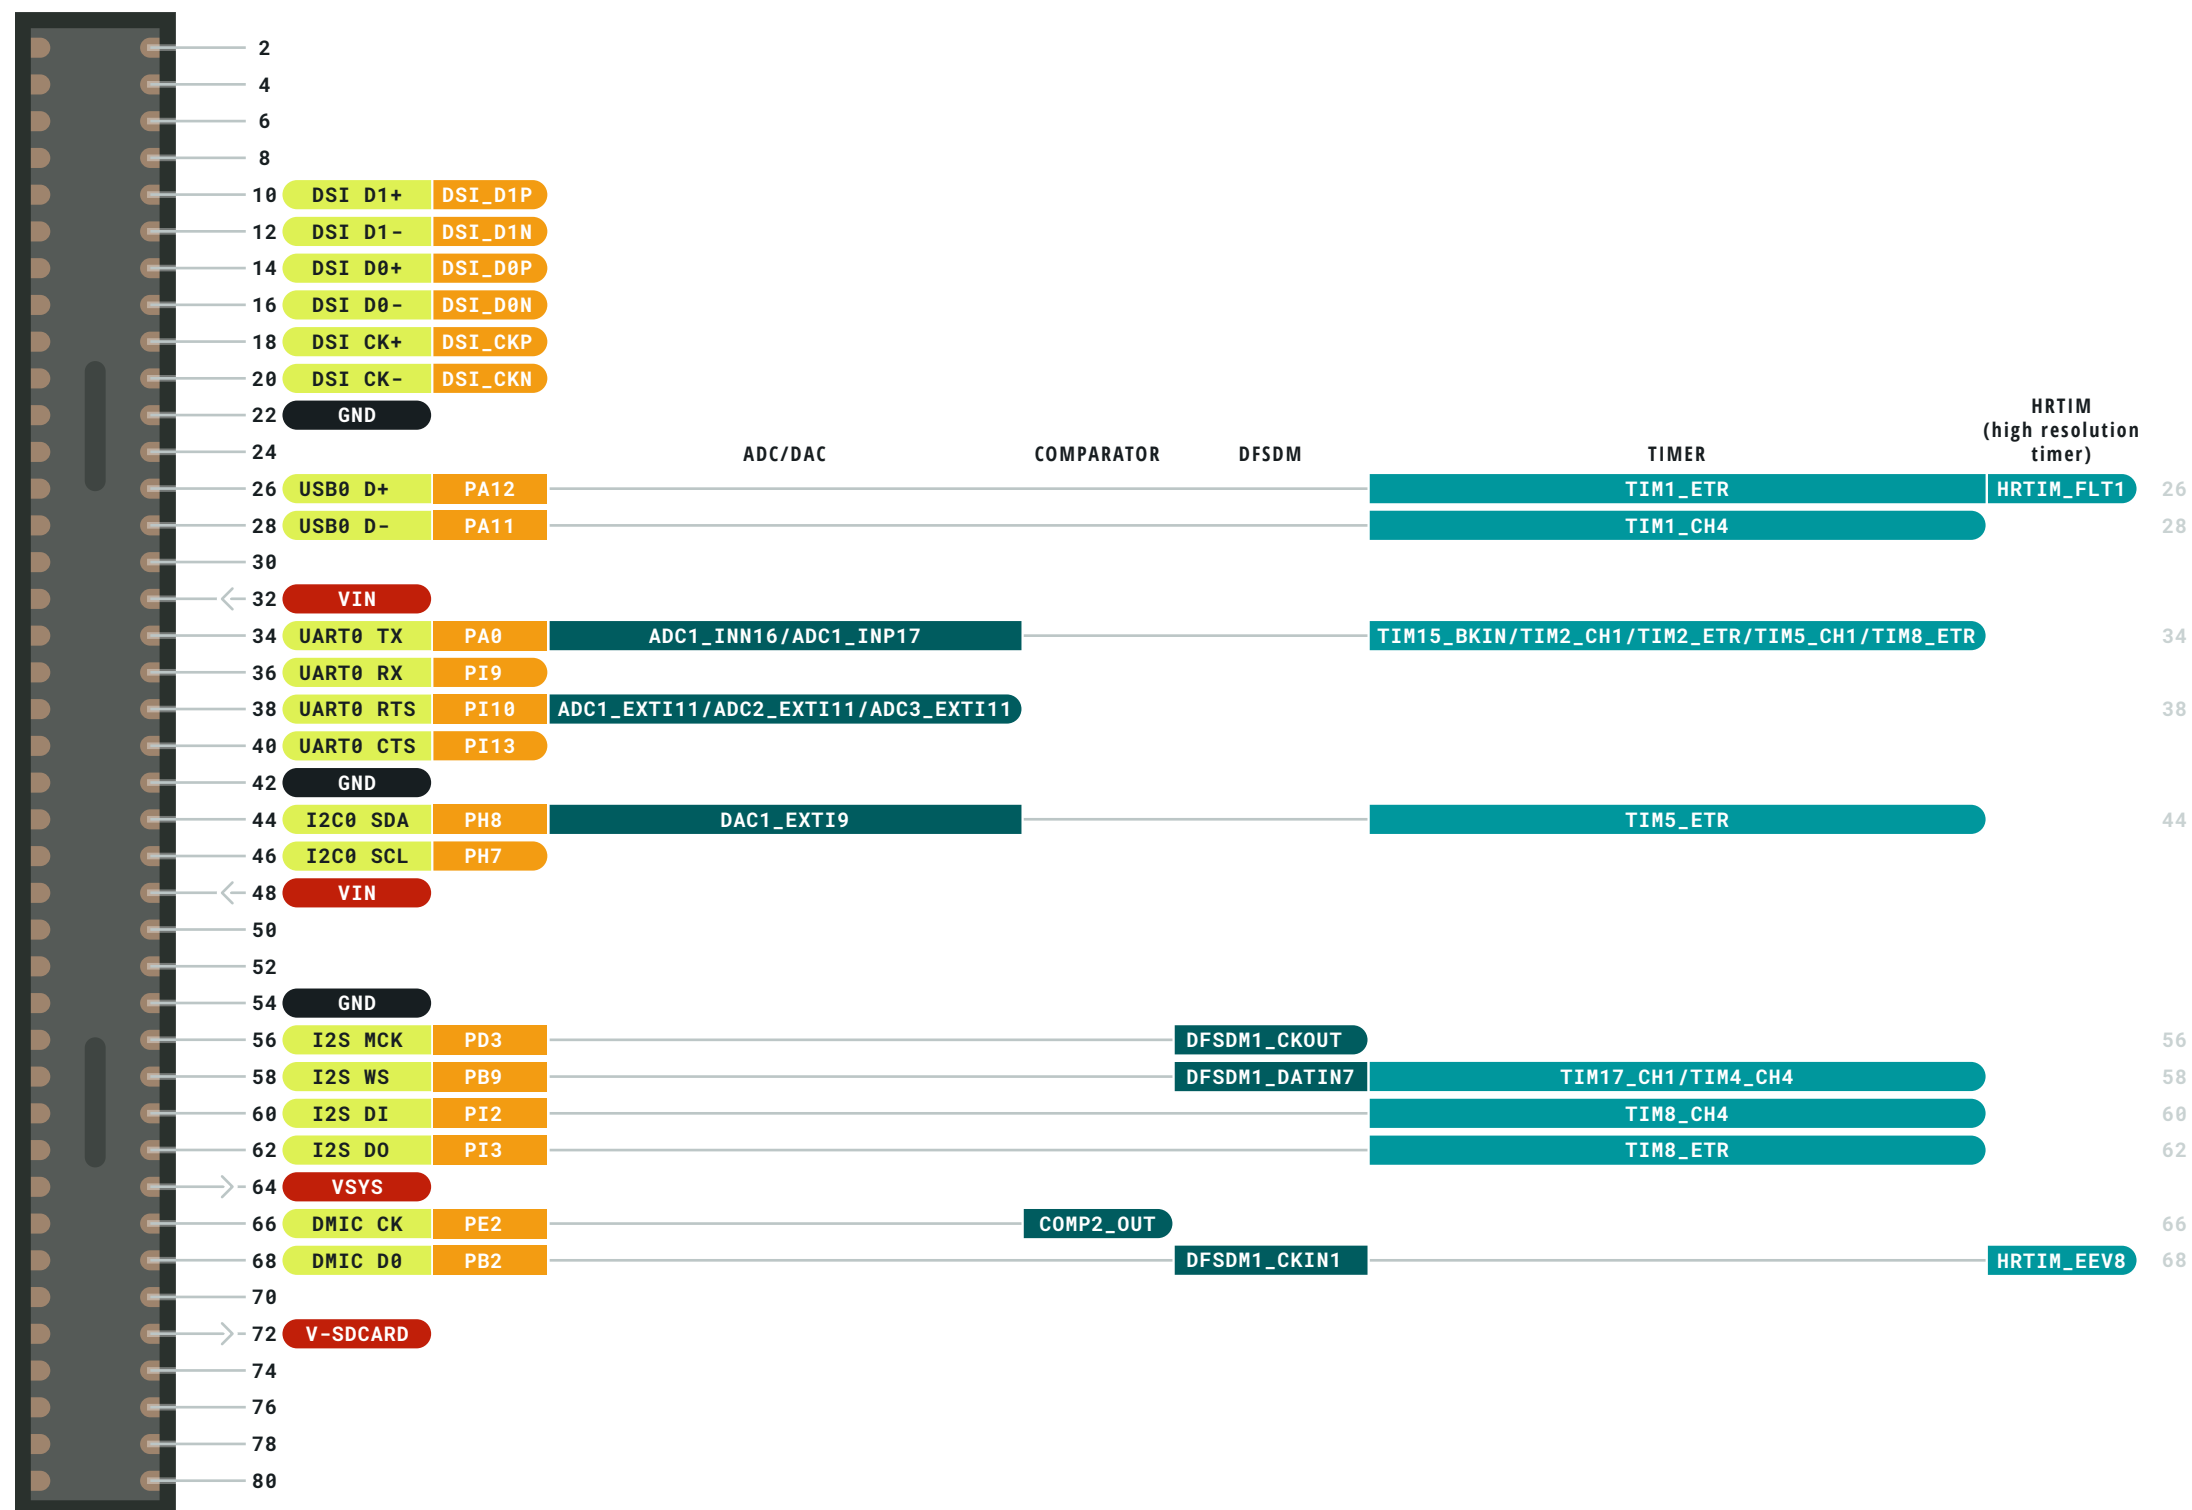 2
4
6
8
10 DSI D1+ DSI_D1P
12 DSI D1- DSI_D1N
14 DSI D0+ DSI_D0P
16 DSI D0- DSI_D0N
18 DSI CK+ DSI_CKP
20 DSI CK- DSI_CKN
22 GND
HRTIM
(high resolution
24 ADC/DAC COMPARATOR DFSDM TIMER timer)
26 USB0 D+ PA12 TIM1_ETR HRTIM_FLT1 26
28 USB0 D- PA11 TIM1_CH4 28
30
32 VIN
34 UART0 TX PA0 ADC1_INN16/ADC1_INP17 TIM15_BKIN/TIM2_CH1/TIM2_ETR/TIM5_CH1/TIM8_ETR 34
36 UART0 RX PI9
38 UART0 RTS PI10 ADC1_EXTI11/ADC2_EXTI11/ADC3_EXTI11 38
40 UART0 CTS PI13
42 GND
44 I2C0 SDA PH8 DAC1_EXTI9 TIM5_ETR 44
46 I2C0 SCL PH7
48 VIN
50
52
54 GND
56 I2S MCK PD3 DFSDM1_CKOUT 56
58 I2S WS PB9 DFSDM1_DATIN7 TIM17_CH1/TIM4_CH4 58
60 I2S DI PI2 TIM8_CH4 60
62 I2S DO PI3 TIM8_ETR 62
64 VSYS
66 DMIC CK PE2 COMP2_OUT 66
68 DMIC D0 PB2 DFSDM1_CKIN1 HRTIM_EEV8 68
70
72 V-SDCARD
74
76
78
80